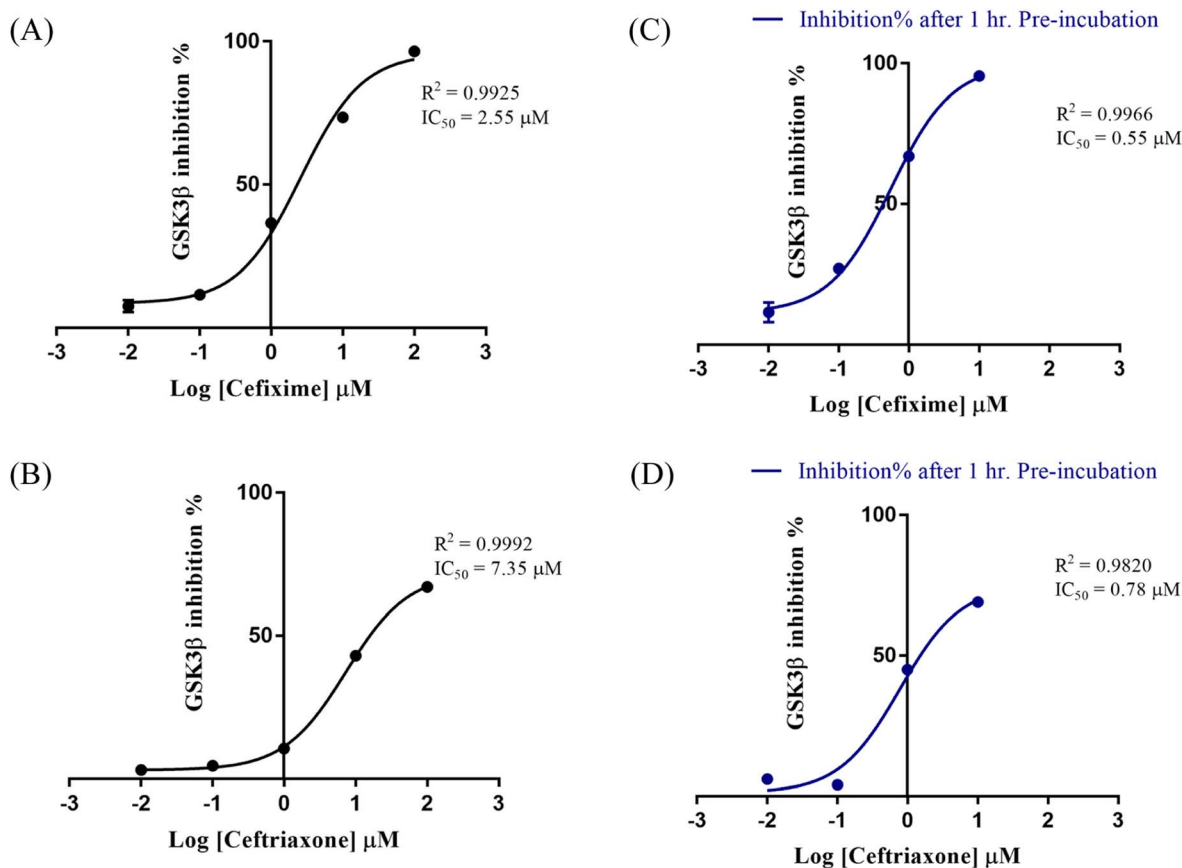 (A)
GSK3β inhibition %
100
50
R² = 0.9925
IC₅₀ = 2.55 μM
-3 -2 -1 0 1 2 3
Log [Cefixime] μM
(C)
Inhibition% after 1 hr. Pre-incubation
GSK3β inhibition %
100
50
R² = 0.9966
IC₅₀ = 0.55 μM
-3 -2 -1 0 1 2 3
Log [Cefixime] μM
(B)
GSK3β inhibition %
100
50
R² = 0.9992
IC₅₀ = 7.35 μM
-3 -2 -1 0 1 2 3
Log [Ceftriaxone] μM
(D)
Inhibition% after 1 hr. Pre-incubation
GSK3β inhibition %
100
50
R² = 0.9820
IC₅₀ = 0.78 μM
-3 -2 -1 0 1 2 3
Log [Ceftriaxone] μM